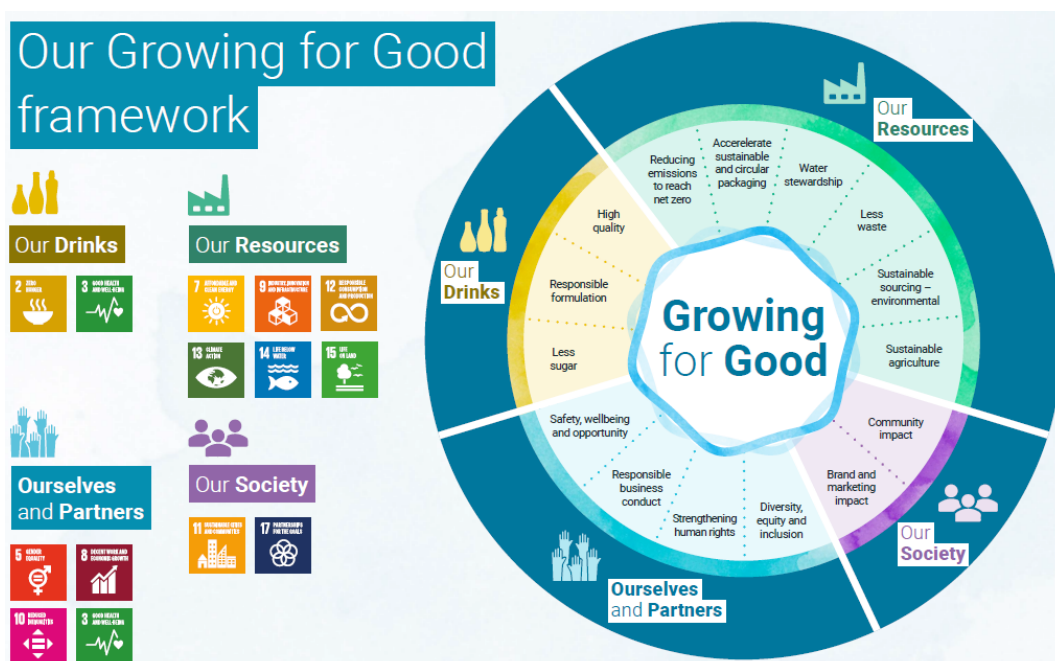 Our Growing for Good
framework
Our Drinks
2 ZERO
HUNGER
3 GOOD HEALTH
AND WELL-BEING
Our Resources
7 AFFORDABLE AND
CLEAN ENERGY
9 INDUSTRY, INNOVATION
AND INFRASTRUCTURE
12 RESPONSIBLE
CONSUMPTION
AND PRODUCTION
13 CLIMATE
ACTION
14 LIFE BELOW
WATER
15 LIFE
ON LAND
Ourselves
and Partners
5 GENDER
EQUALITY
8 DECENT WORK AND
ECONOMIC GROWTH
10 REDUCED
INEQUALITIES
3 GOOD HEALTH
AND WELL-BEING
Our Society
11 SUSTAINABLE CITIES
AND COMMUNITIES
17 PARTNERSHIPS
FOR THE GOALS
Our
Resources
Reducing
emissions
to reach
net zero
Accerelerate
sustainable
and circular
packaging
Water
stewardship
Less
waste
Sustainable
sourcing –
environmental
Sustainable
agriculture
Our
Drinks
High
quality
Responsible
formulation
Less
sugar
Growing
for Good
Safety, wellbeing
and opportunity
Responsible
business
conduct
Strengthening
human rights
Diversity,
equity and
inclusion
Ourselves
and Partners
Community
impact
Brand and
marketing
impact
Our
Society